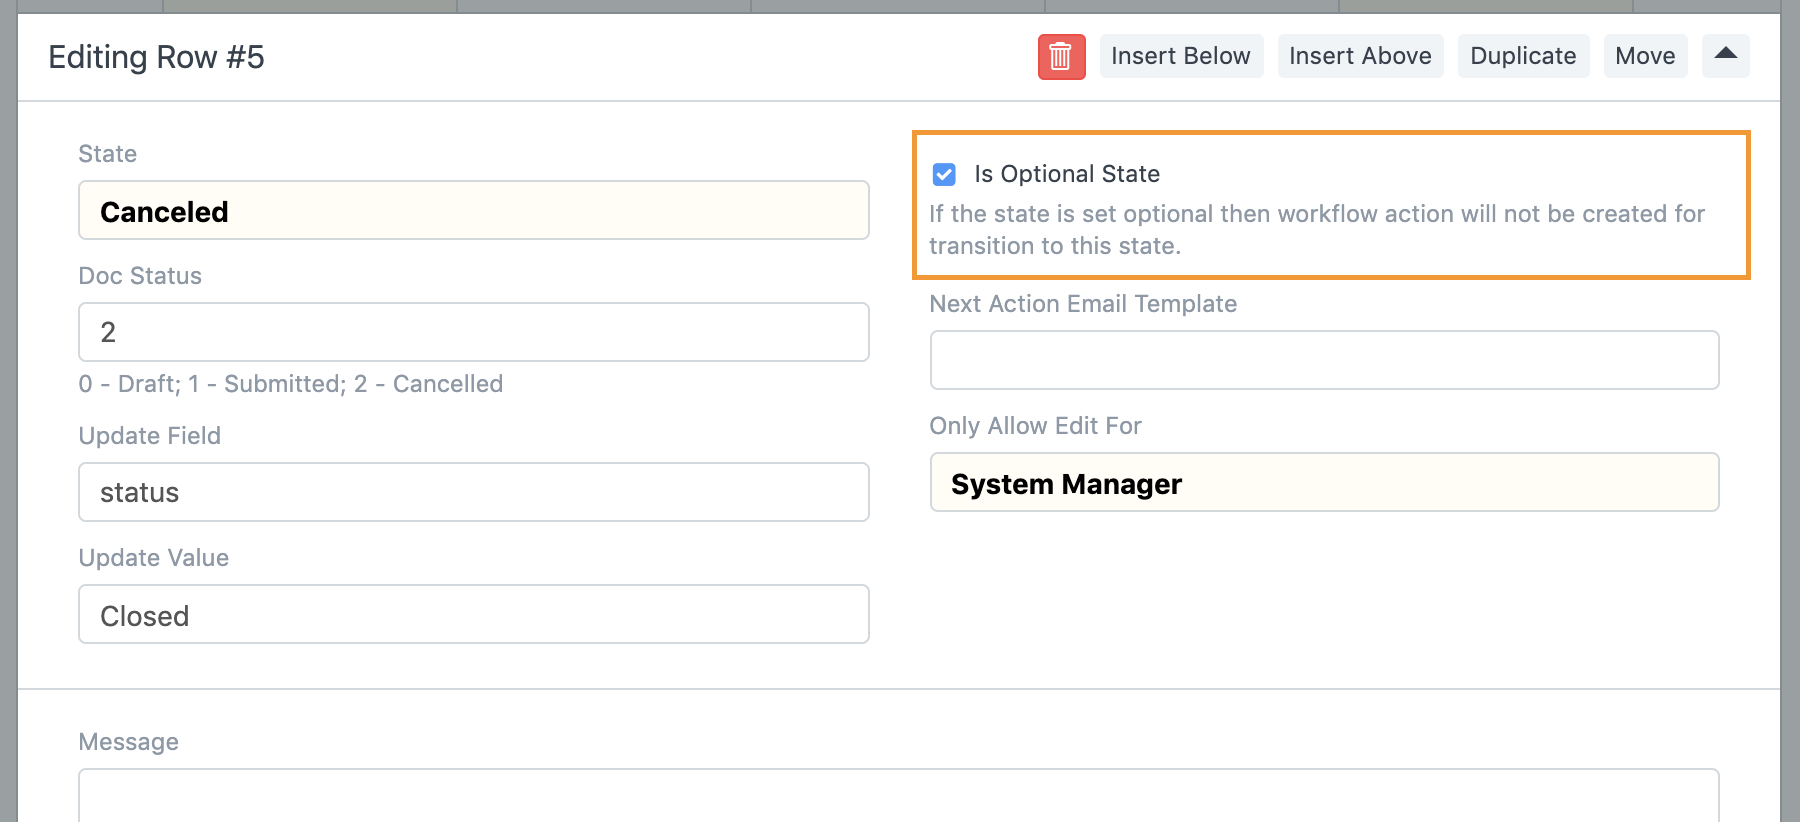 Editing Row #5
Insert Below
Insert Above
Duplicate
Move
State
Canceled
Doc Status
2
0 - Draft; 1 - Submitted; 2 - Cancelled
Update Field
status
Update Value
Closed
Is Optional State
If the state is set optional then workflow action will not be created for
transition to this state.
Next Action Email Template
Only Allow Edit For
System Manager
Message